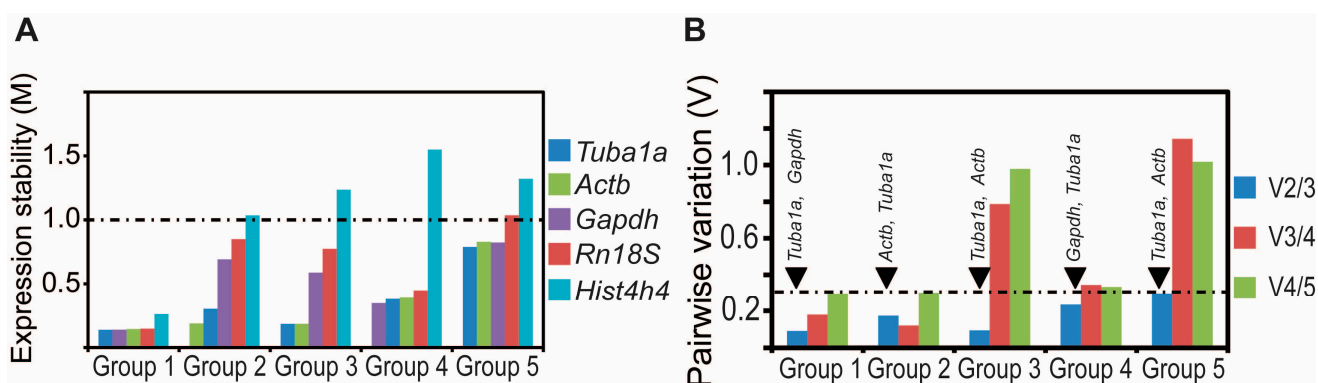 A
Expression stability (M)
1.5
1.0
0.5
Group 1 Group 2 Group 3 Group 4 Group 5
Tuba1a
Actb
Gapdh
Rn18S
Hist4h4
B
Pairwise variation (V)
1.0
0.6
0.2
Tuba1a, Gapdh
Actb, Tuba1a
Tuba1a, Actb
Gapdh, Tuba1a
Tuba1a, Actb
Group 1 Group 2 Group 3 Group 4 Group 5
V2/3
V3/4
V4/5